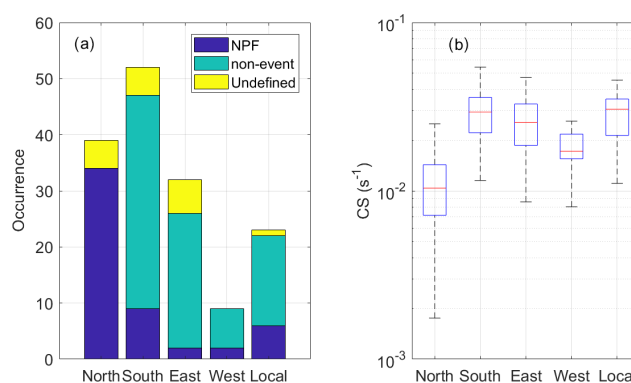 (a)
NPF
non-event
Undefined
Occurrence
60
50
40
30
20
10
0
North South East West Local
(b)
CS (s⁻¹)
10⁻¹
10⁻²
10⁻³
North South East West Local